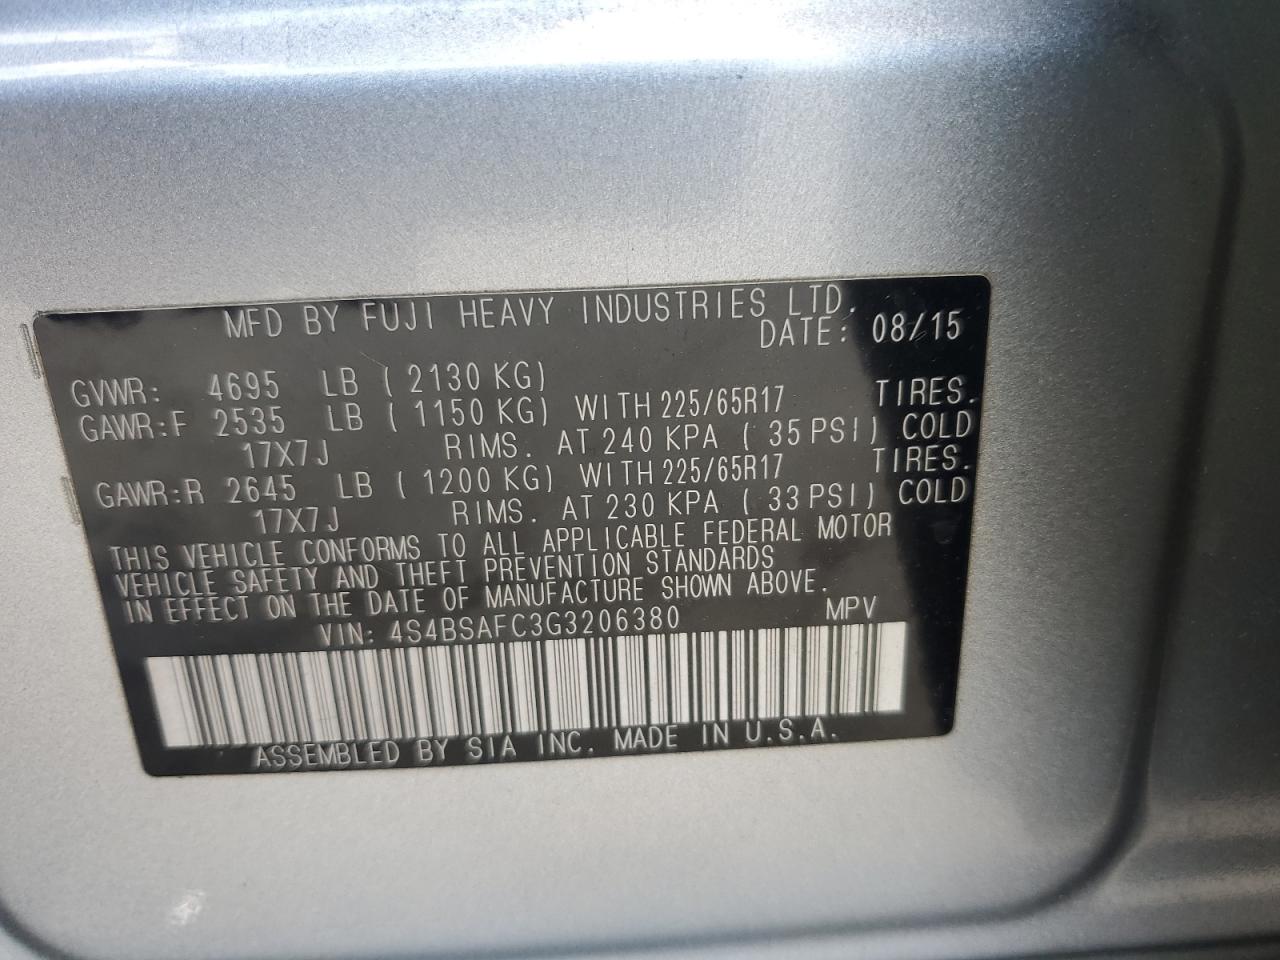 MFD BY FUJI HEAVY INDUSTRIES LTD.
DATE: 08/15
GVWR: 4695 LB ( 2130 KG)
GAWR:F 2535 LB ( 1150 KG) WITH 225/65R17 TIRES.
17X7J RIMS. AT 240 KPA ( 35 PSI) COLD
GAWR:R 2645 LB ( 1200 KG) WITH 225/65R17 TIRES.
17X7J RIMS. AT 230 KPA ( 33 PSI) COLD
THIS VEHICLE CONFORMS TO ALL APPLICABLE FEDERAL MOTOR
VEHICLE SAFETY AND THEFT PREVENTION STANDARDS
IN EFFECT ON THE DATE OF MANUFACTURE SHOWN ABOVE.
VIN: 4S4BSAFC3G3206380 MPV
ASSEMBLED BY SIA INC. MADE IN U.S.A.